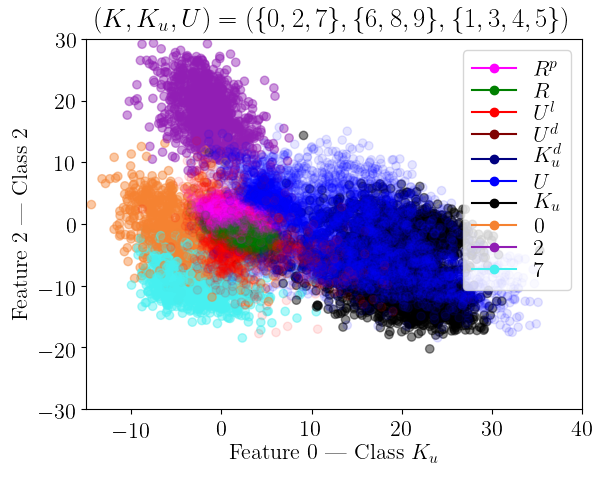 (K, K_u, U) = ({0, 2, 7}, {6, 8, 9}, {1, 3, 4, 5})
30
20
10
0
−10
−20
−30
Feature 2 — Class 2
−10
0
10
20
30
40
Feature 0 — Class K_u
R^p
R
U^l
U^d
K_u^d
U
K_u
0
2
7